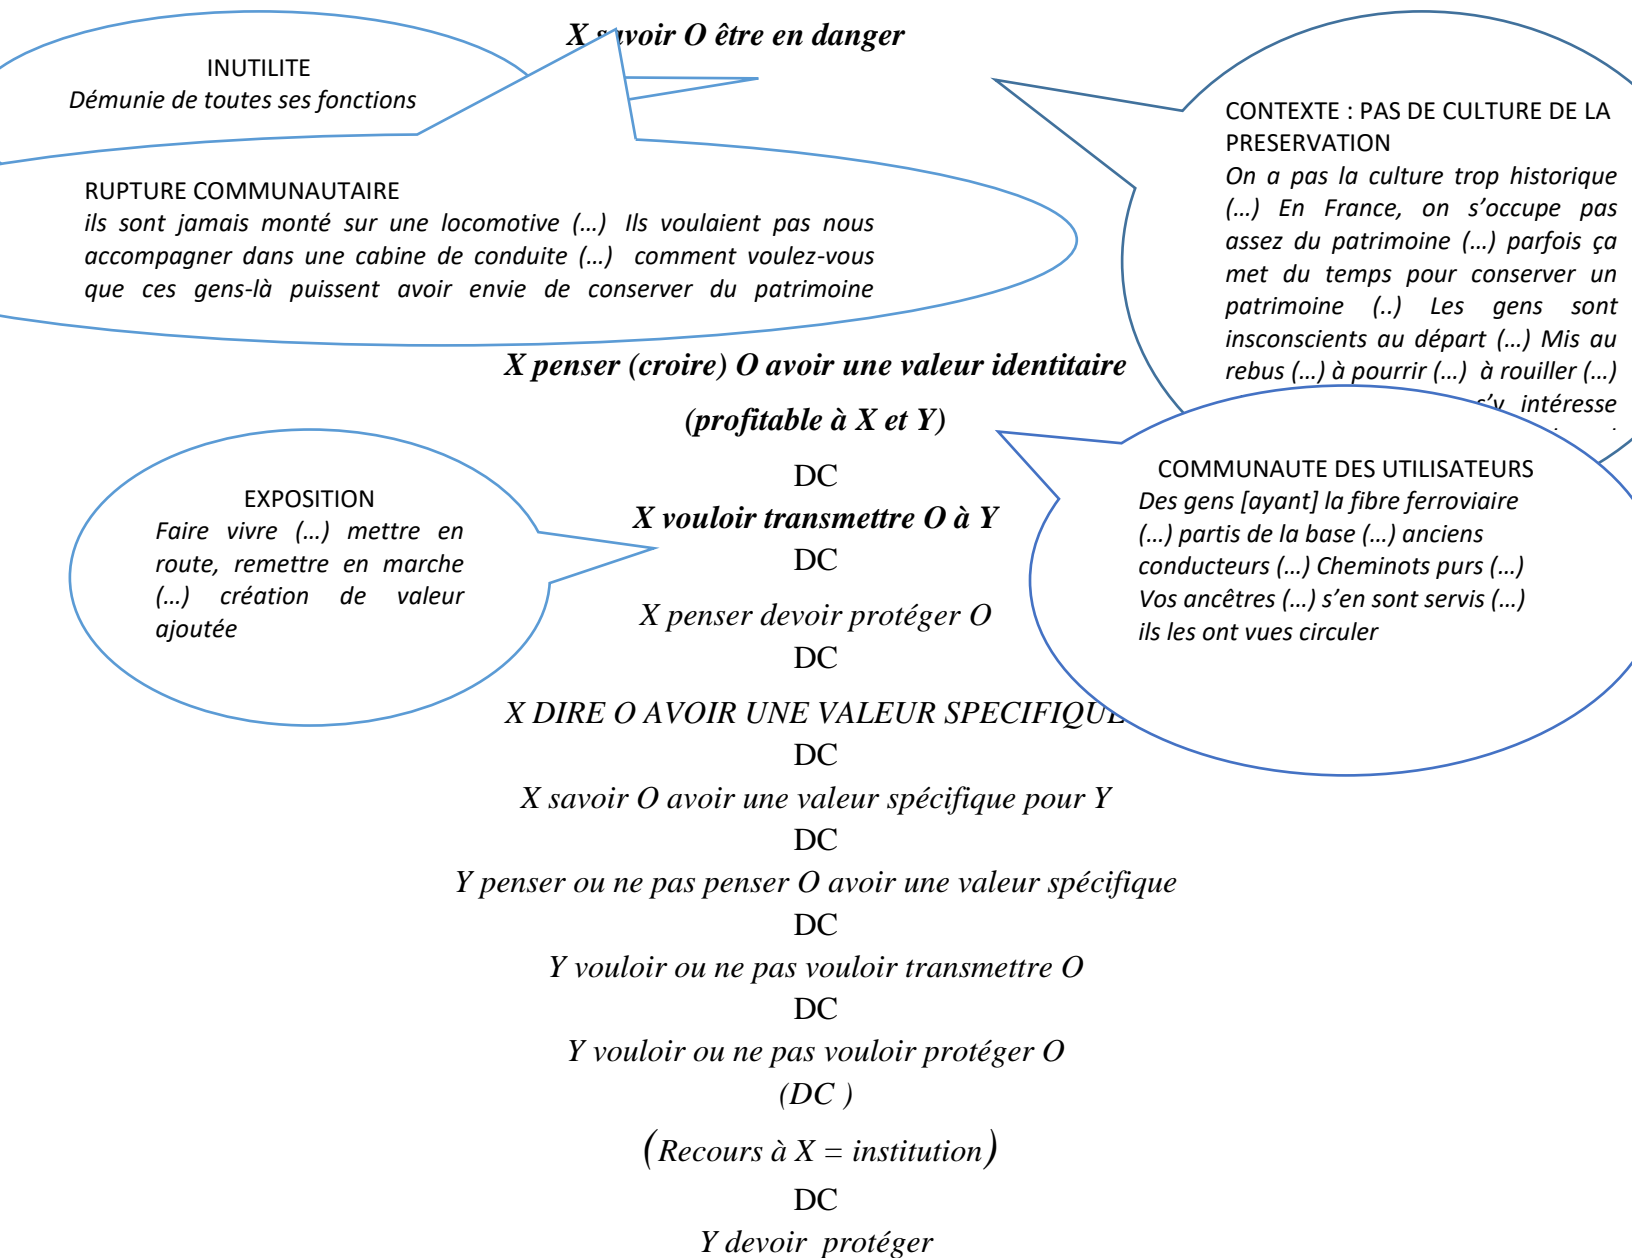 X savoir O être en danger
INUTILITE
Démunie de toutes ses fonctions
CONTEXTE : PAS DE CULTURE DE LA
PRESERVATION
On a pas la culture trop historique
(…) En France, on s’occupe pas
assez du patrimoine (…) parfois ça
met du temps pour conserver un
patrimoine (..) Les gens sont
insconscients au départ (…) Mis au
rebus (…) à pourrir (…) à rouiller (…)
s’y intéresse
RUPTURE COMMUNAUTAIRE
ils sont jamais monté sur une locomotive (…) Ils voulaient pas nous
accompagner dans une cabine de conduite (…) comment voulez-vous
que ces gens-là puissent avoir envie de conserver du patrimoine
X penser (croire) O avoir une valeur identitaire
(profitable à X et Y)
DC
X vouloir transmettre O à Y
DC
EXPOSITION
Faire vivre (…) mettre en
route, remettre en marche
(…) création de valeur
ajoutée
COMMUNAUTE DES UTILISATEURS
Des gens [ayant] la fibre ferroviaire
(…) partis de la base (…) anciens
conducteurs (…) Cheminots purs (…)
Vos ancêtres (…) s’en sont servis (…)
ils les ont vues circuler
X penser devoir protéger O
DC
X DIRE O AVOIR UNE VALEUR SPECIFIQUE
DC
X savoir O avoir une valeur spécifique pour Y
DC
Y penser ou ne pas penser O avoir une valeur spécifique
DC
Y vouloir ou ne pas vouloir transmettre O
DC
Y vouloir ou ne pas vouloir protéger O
(DC )
(Recours à X = institution)
DC
Y devoir protéger